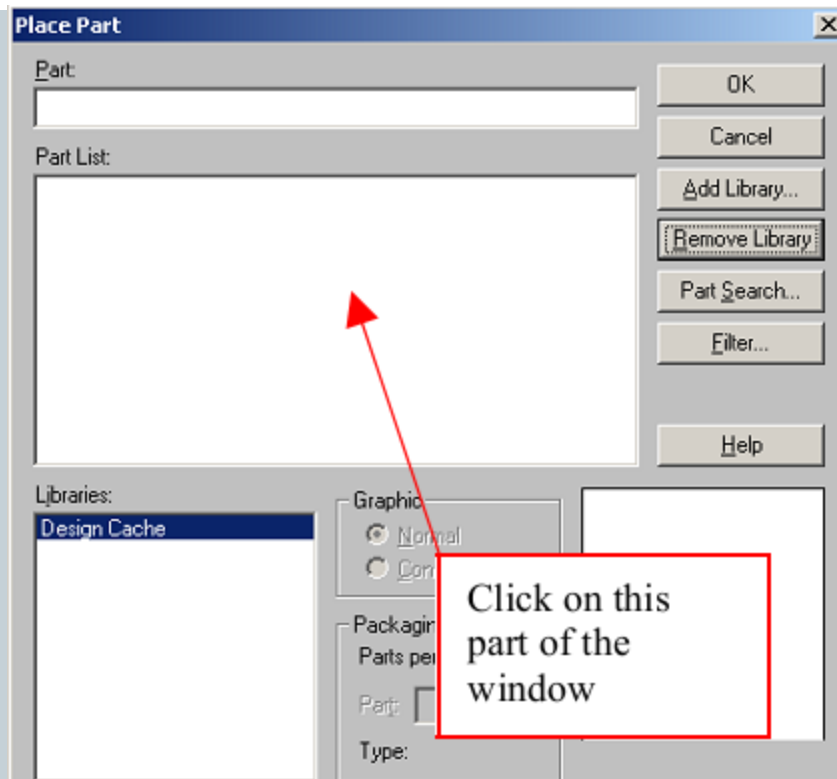 Place Part
Part:
OK
Cancel
Part List:
Add Library...
Remove Library
Part Search...
Filter...
Help
Libraries:
Design Cache
Graphic
Normal
Packagin
Parts per
Part:
Type:
Click on this
part of the
window